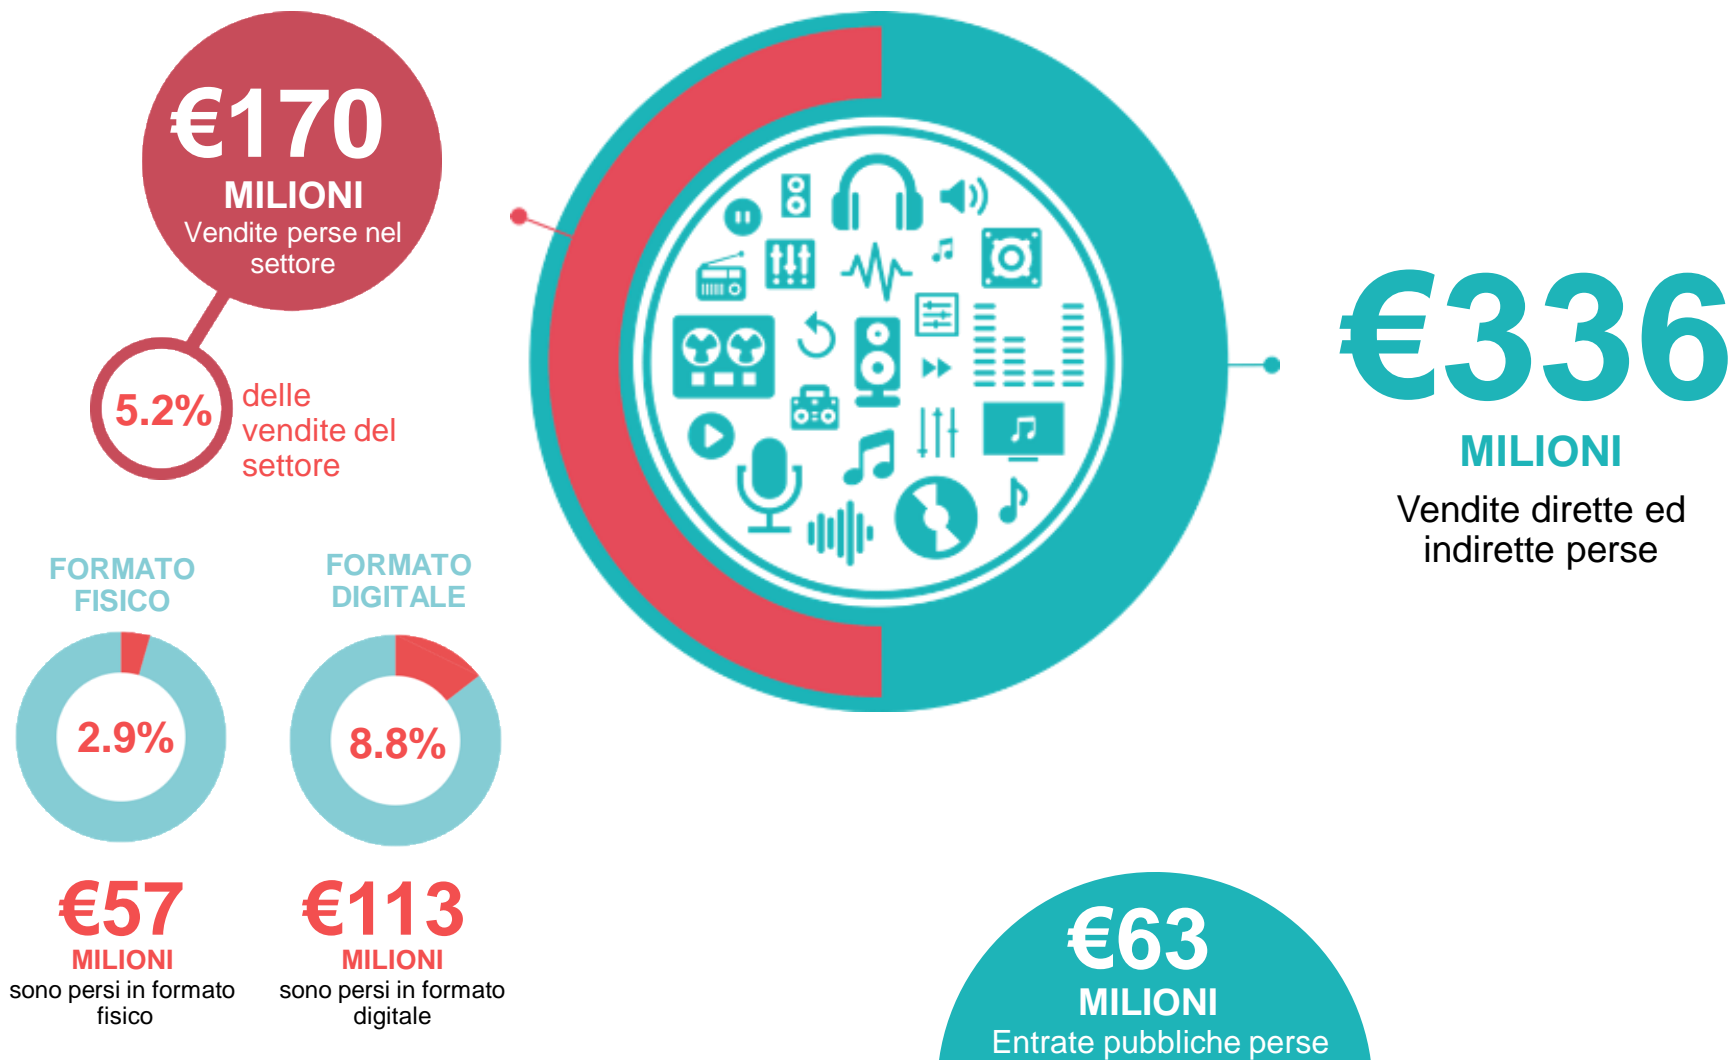 €170
MILIONI
Vendite perse nel
settore
5.2%
delle
vendite del
settore
€336
MILIONI
Vendite dirette ed
indirette perse
FORMATO
FISICO
2.9%
€57
MILIONI
sono persi in formato
fisico
FORMATO
DIGITALE
8.8%
€113
MILIONI
sono persi in formato
digitale
€63
MILIONI
Entrate pubbliche perse